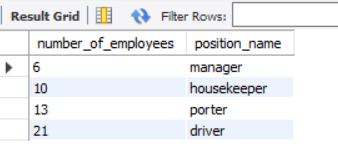 Result Grid Filter Rows:
number_of_employees position_name
6 manager
10 housekeeper
13 porter
21 driver